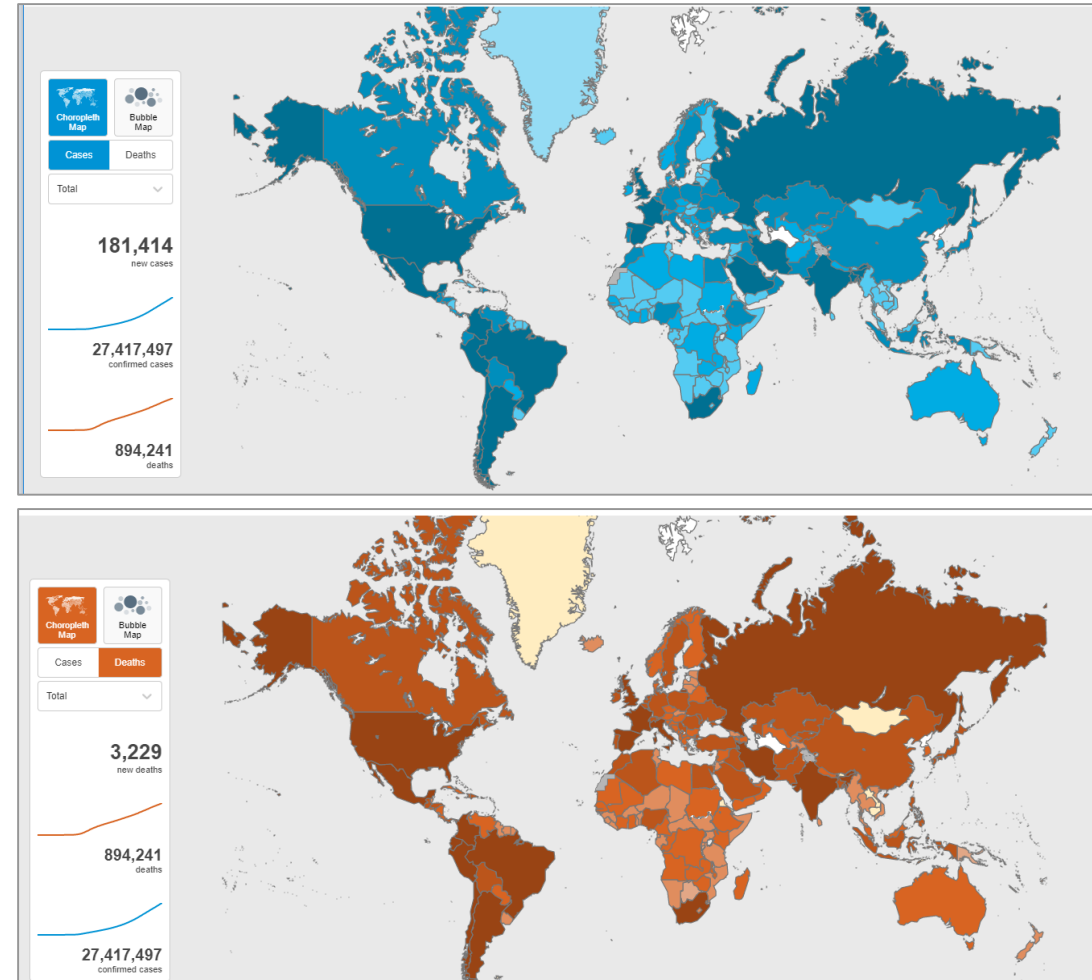 Choropleth
Map
Bubble
Map
Cases
Deaths
Total
181,414
new cases
27,417,497
confirmed cases
894,241
deaths
Choropleth
Map
Bubble
Map
Cases
Deaths
Total
3,229
new deaths
894,241
deaths
27,417,497
confirmed cases